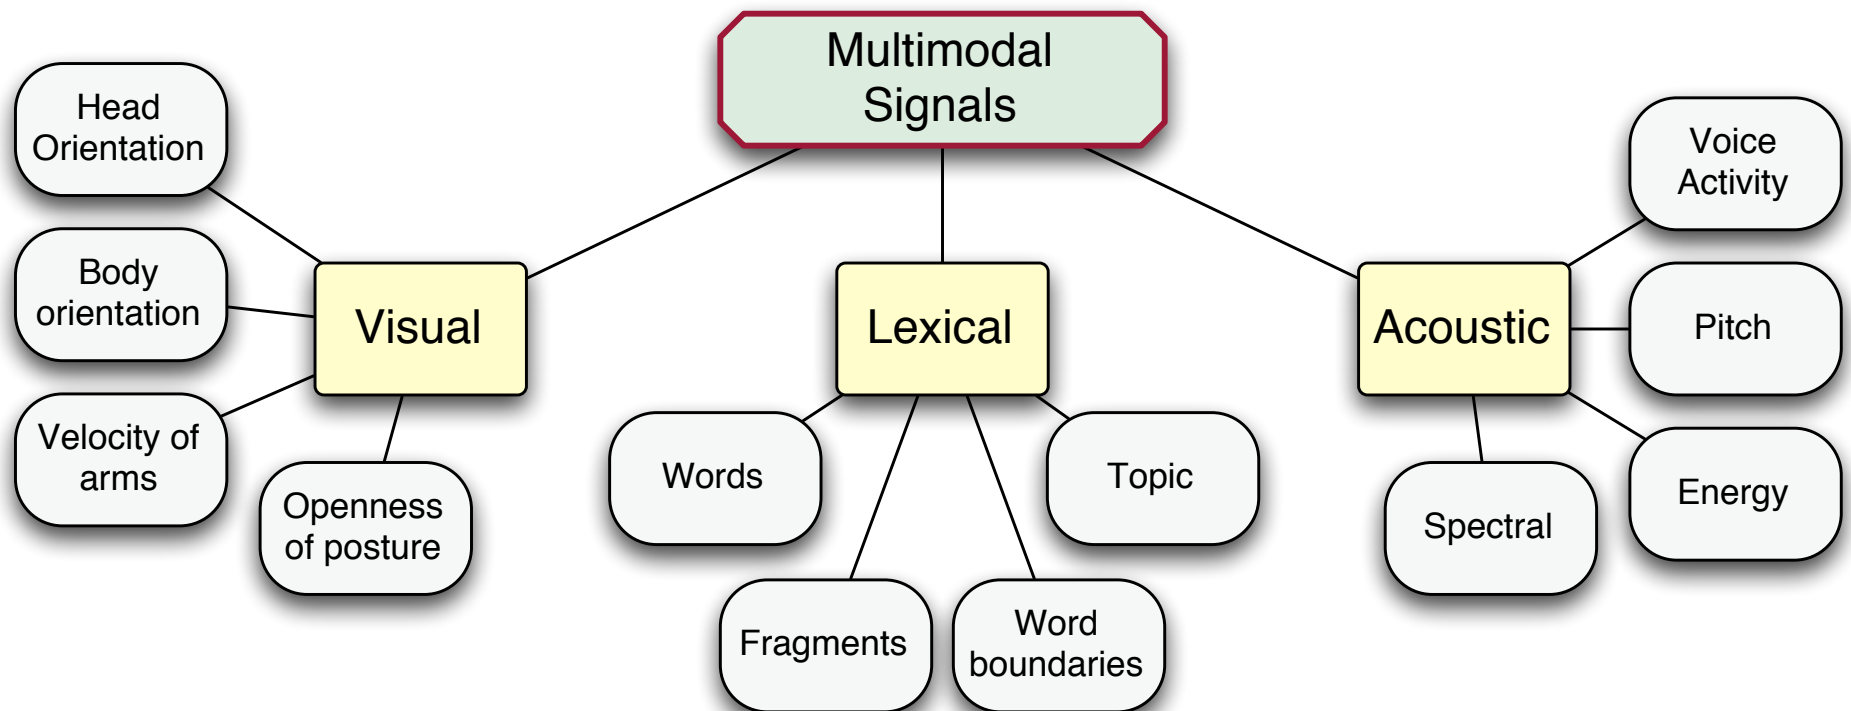 Multimodal
Signals
Head
Orientation
Body
orientation
Velocity of
arms
Openness
of posture
Visual
Lexical
Words
Fragments
Word
boundaries
Topic
Acoustic
Voice
Activity
Pitch
Energy
Spectral